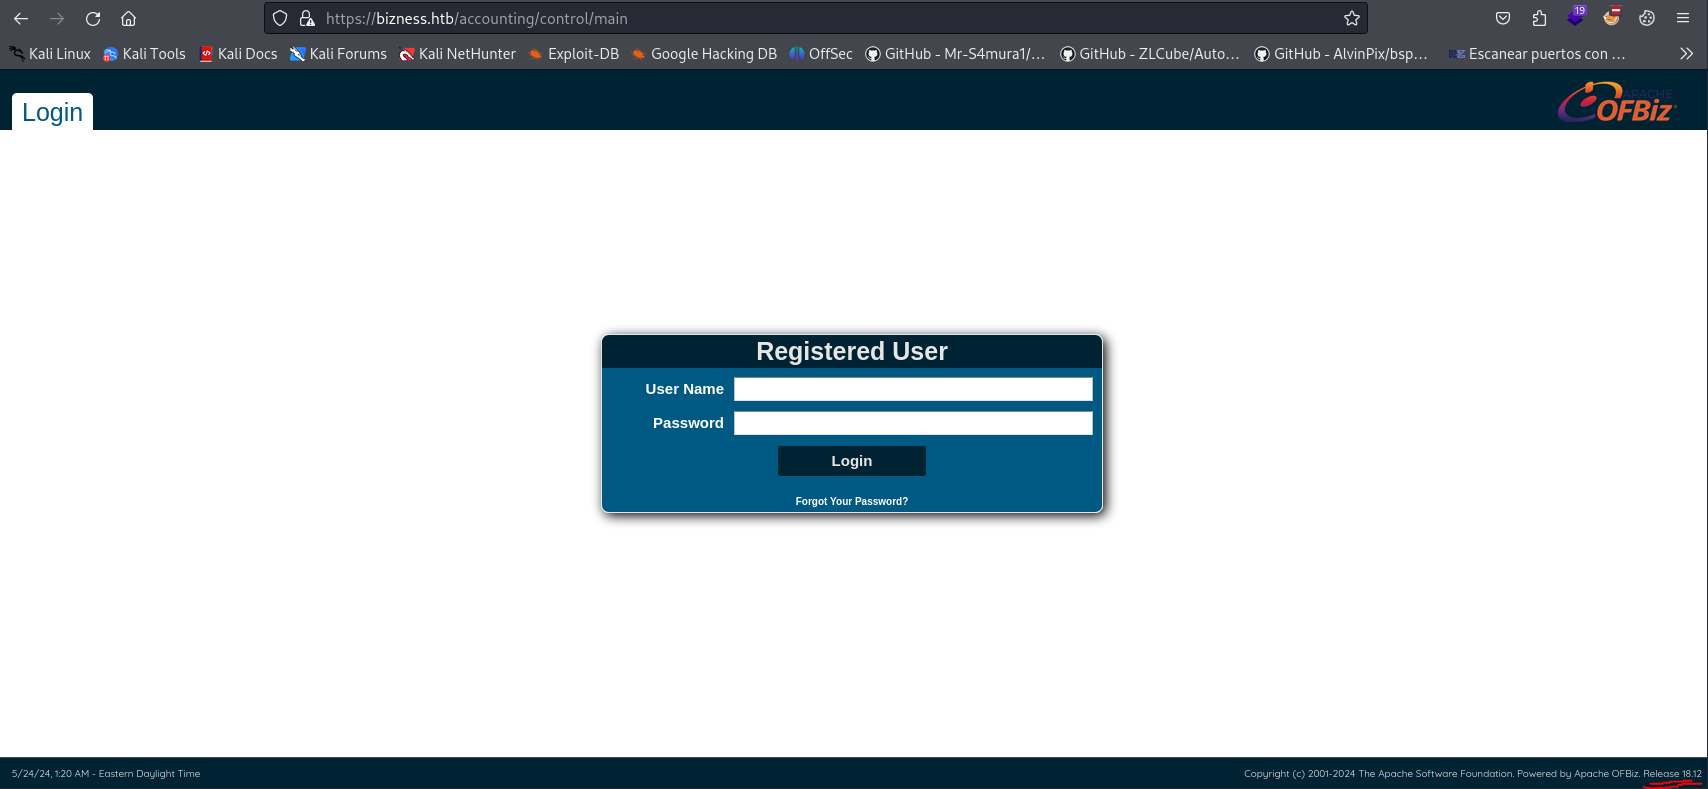 https://bizness.htb/accounting/control/main
19
Kali Linux Kali Tools Kali Docs Kali Forums Kali NetHunter Exploit-DB Google Hacking DB OffSec GitHub - Mr-S4mura1/... GitHub - ZLCube/Auto... GitHub - AlvinPix/bsp... Escanear puertos con ...
Login
APACHE
OFBiz
Registered User
User Name
Password
Login
Forgot Your Password?
5/24/24, 1:20 AM - Eastern Daylight Time
Copyright (c) 2001-2024 The Apache Software Foundation. Powered by Apache OFBiz. Release 18.12